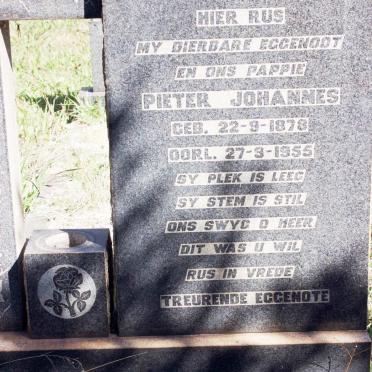 HIER RUS
MY DIERBARE EGGENOOT
EN ONS PAPPIE
PIETER JOHANNES
GEB. 22-9-1878
OORL. 27-3-1955
SY PLEK IS LEEG
SY STEM IS STIL
ONS SWYG O HEER
DIT WAS U WIL
RUS IN VREDE
TREURENDE EGGENOTE